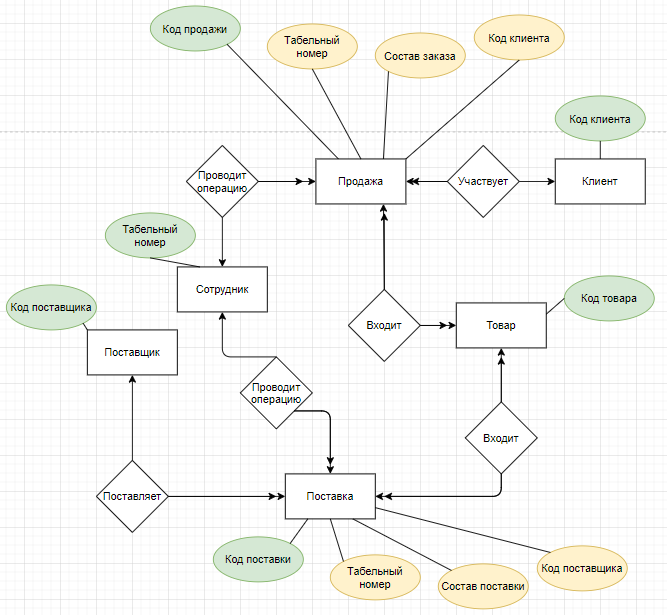 Код продажи
Табельный
номер
Состав заказа
Код клиента
Код клиента
Проводит
операцию
Продажа
Участвует
Клиент
Табельный
номер
Сотрудник
Код поставщика
Код товара
Входит
Товар
Поставщик
Проводит
операцию
Входит
Поставляет
Поставка
Код поставки
Табельный
номер
Состав поставки
Код поставщика